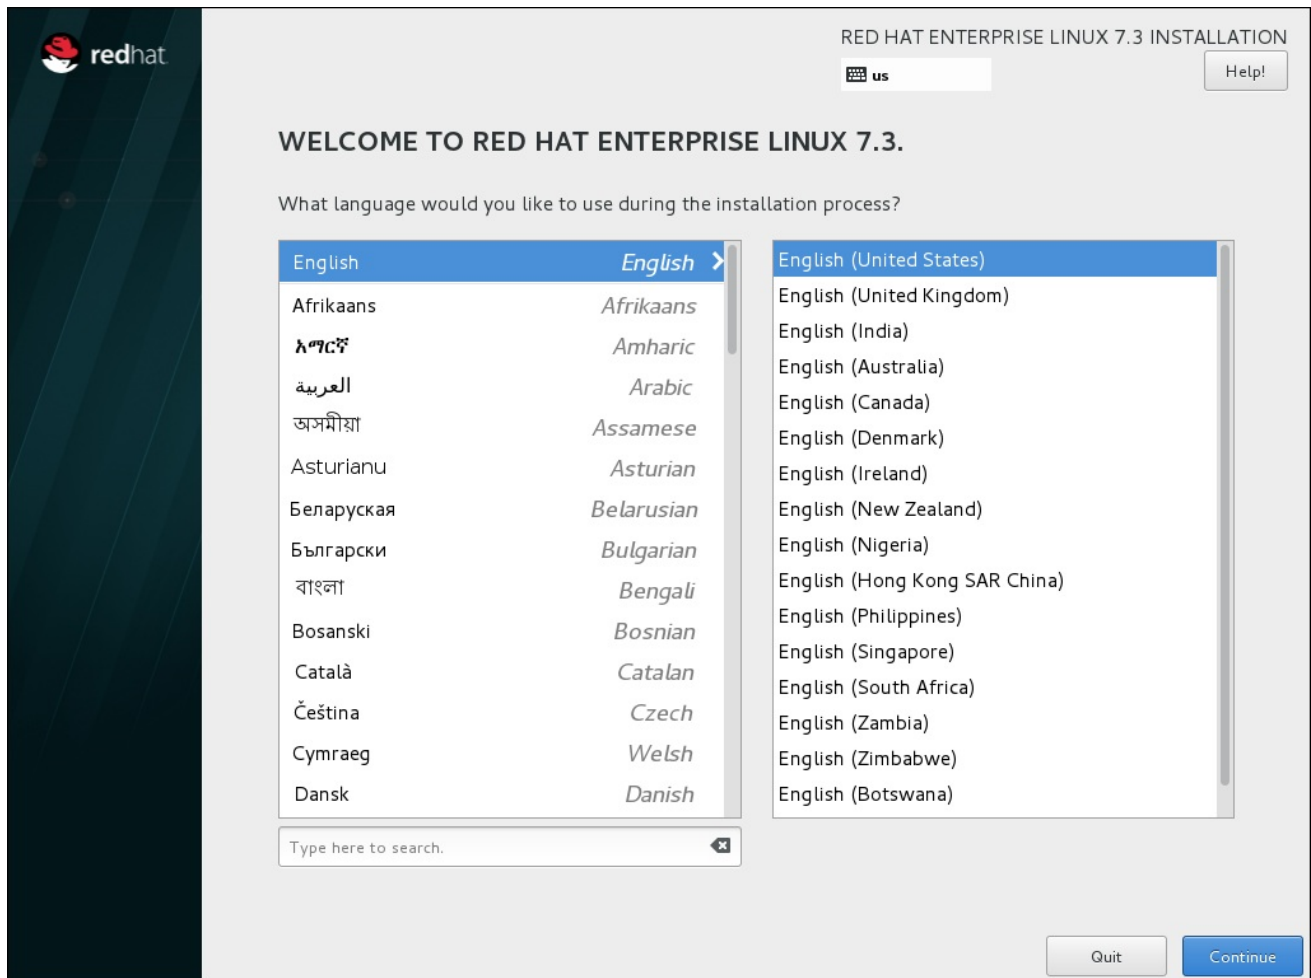 redhat
RED HAT ENTERPRISE LINUX 7.3 INSTALLATION
us
Help!
WELCOME TO RED HAT ENTERPRISE LINUX 7.3.
What language would you like to use during the installation process?
English English
Afrikaans Afrikaans
አማርኛ Amharic
العربية Arabic
অসমীয়া Assamese
Asturianu Asturian
Беларуская Belarusian
Български Bulgarian
বাংলা Bengali
Bosanski Bosnian
Català Catalan
Čeština Czech
Cymraeg Welsh
Dansk Danish
Type here to search.
English (United States)
English (United Kingdom)
English (India)
English (Australia)
English (Canada)
English (Denmark)
English (Ireland)
English (New Zealand)
English (Nigeria)
English (Hong Kong SAR China)
English (Philippines)
English (Singapore)
English (South Africa)
English (Zambia)
English (Zimbabwe)
English (Botswana)
Quit
Continue